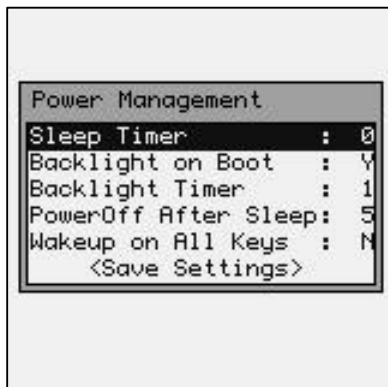 Power Management
Sleep Timer : 0
Backlight on Boot : Y
Backlight Timer : 1
PowerOff After Sleep: 5
Wakeup on All Keys : N
<Save Settings>